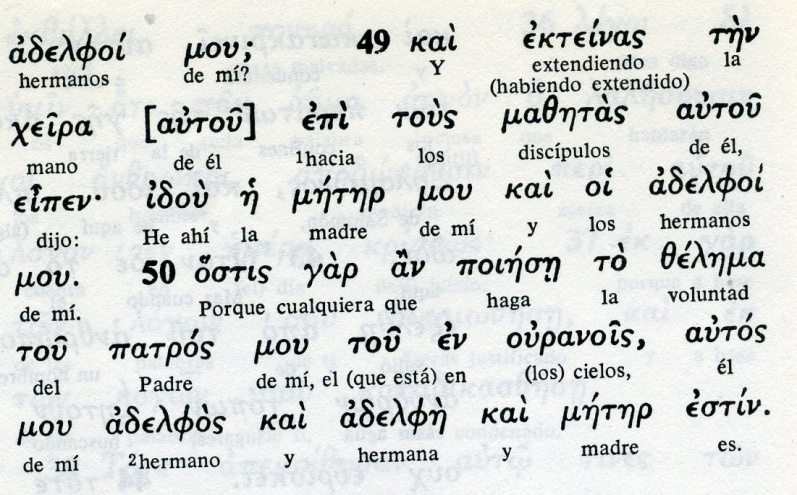 ἀδελφοί μου; 49 καὶ ἐκτείνας τὴν
hermanos de mí? Y extendiendo la
(habiendo extendido)
χεῖρα [αὐτοῦ] ἐπὶ τοὺς μαθητὰς αὐτοῦ
mano de él ¹hacia los discípulos de él,
εἶπεν· ἰδοὺ ἡ μήτηρ μου καὶ οἱ ἀδελφοί
dijo: He ahí la madre de mí y los hermanos
μου. 50 ὅστις γὰρ ἂν ποιήσῃ τὸ θέλημα
de mí. Porque cualquiera que haga la voluntad
τοῦ πατρός μου τοῦ ἐν οὐρανοῖς, αὐτός
del Padre de mí, el (que está) en (los) cielos, él
μου ἀδελφὸς καὶ ἀδελφὴ καὶ μήτηρ ἐστίν.
de mí ²hermano y hermana y madre es.